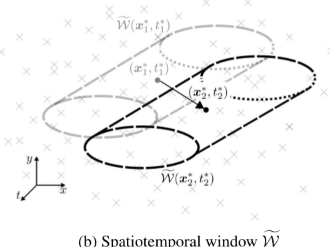 𝒲̃(𝒙₁*, t₁*)
(𝒙₁*, t₁*)
(𝒙₂*, t₂*)
𝒲̃(𝒙₂*, t₂*)
y
t x
(b) Spatiotemporal window 𝒲̃